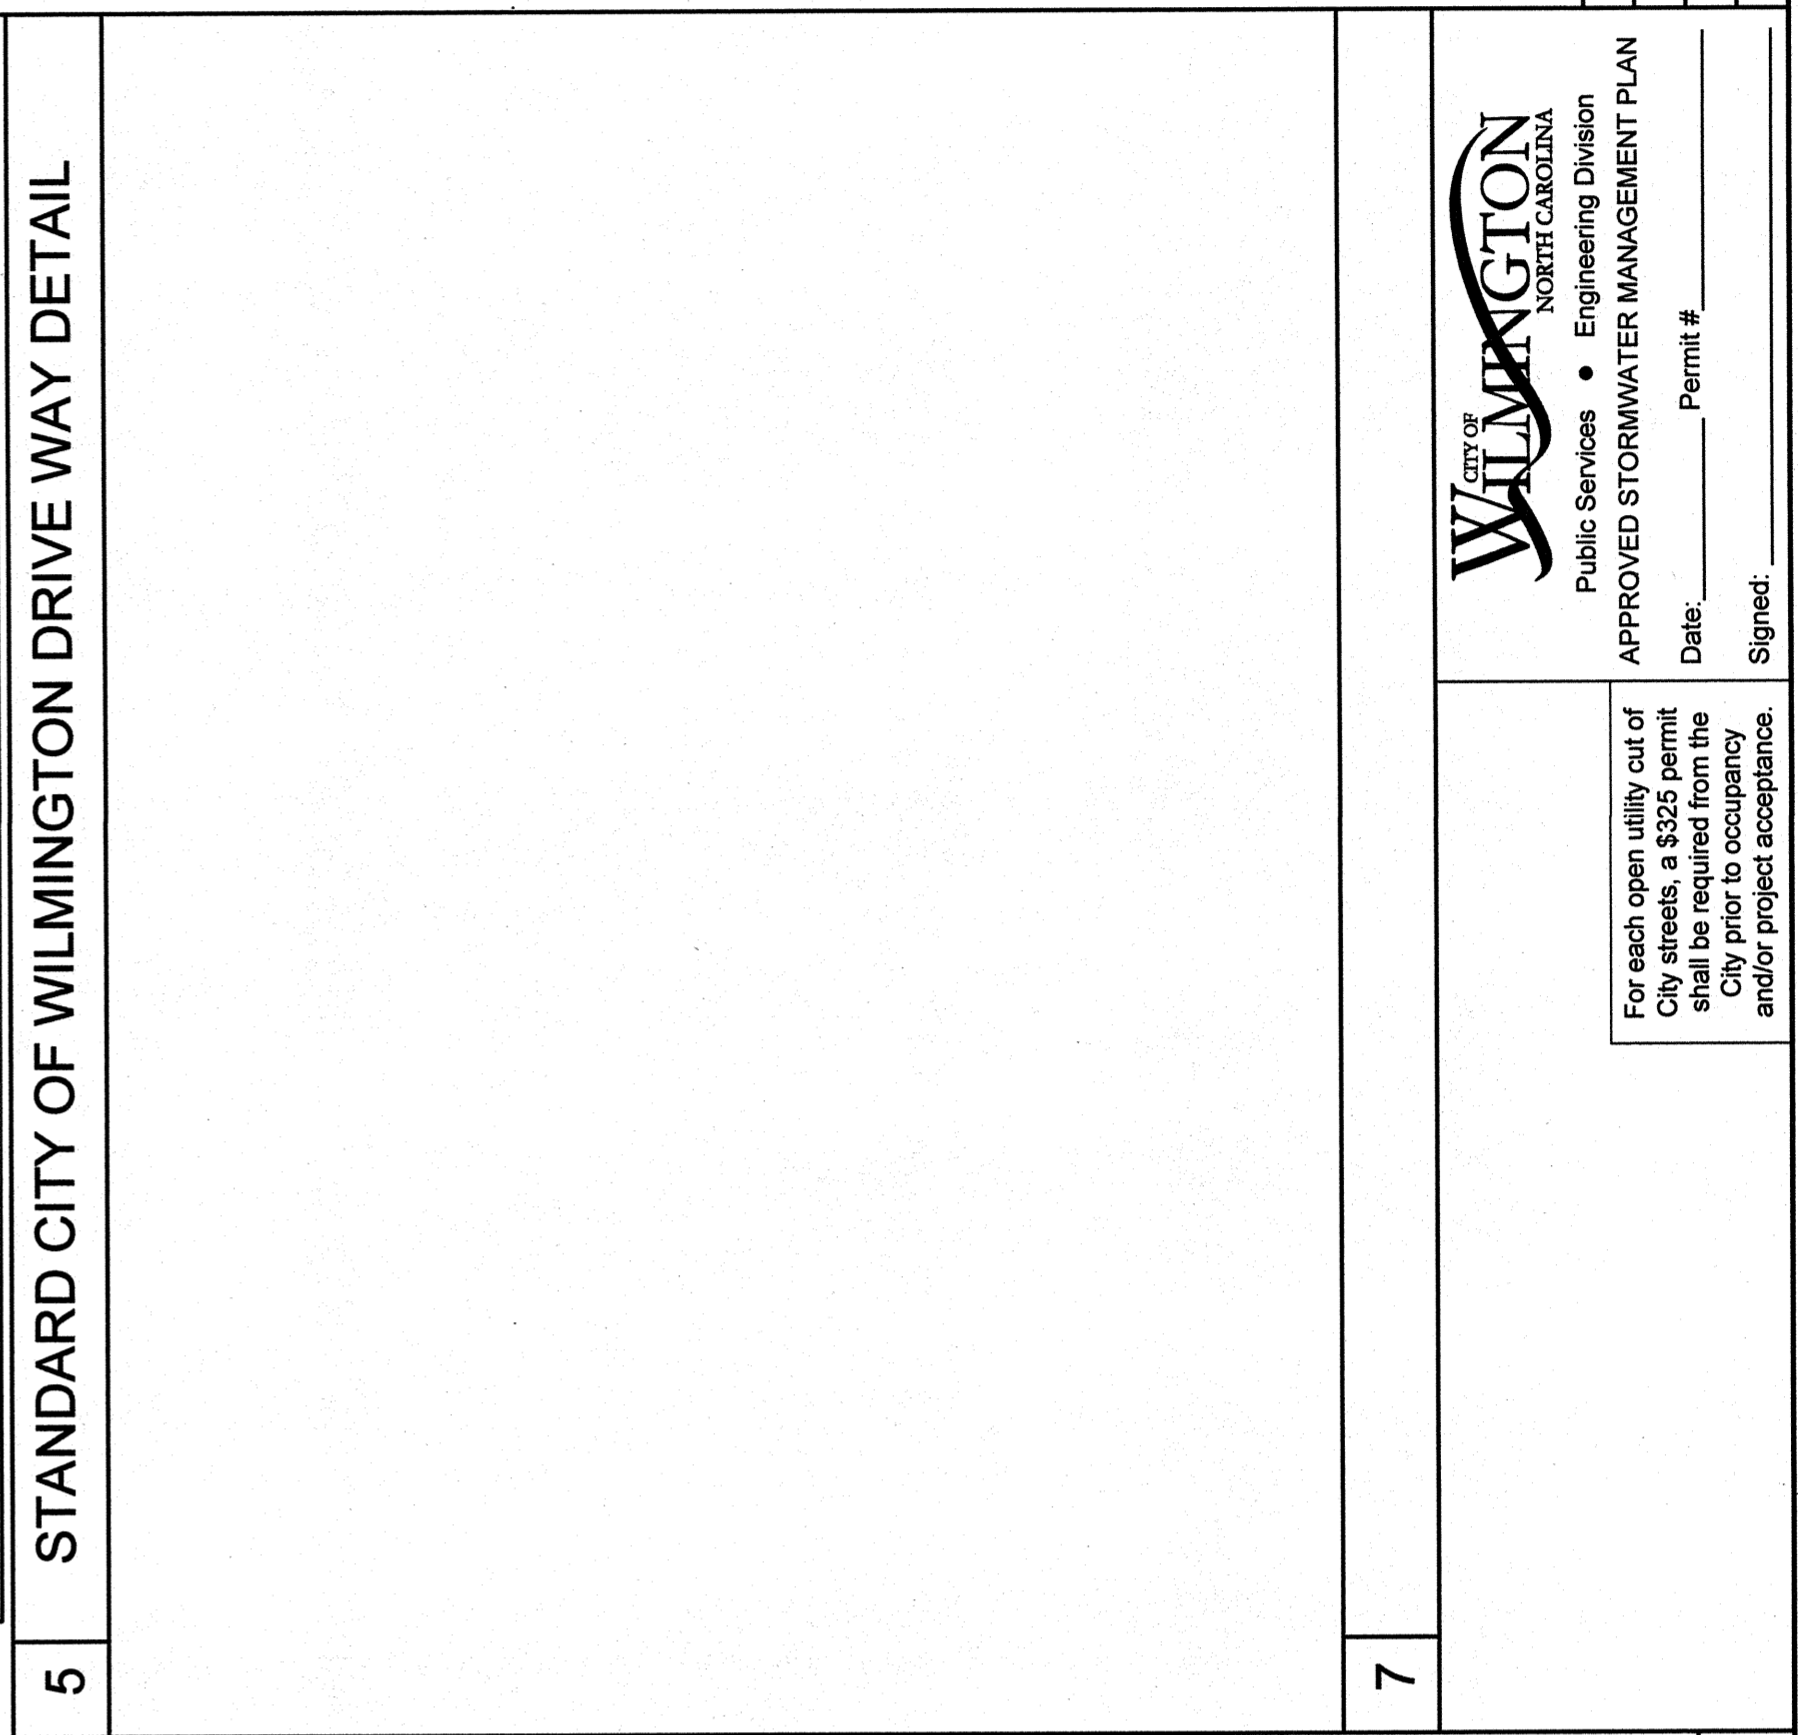 5 STANDARD CITY OF WILMINGTON DRIVE WAY DETAIL
7
CITY OF
WILMINGTON
NORTH CAROLINA
Public Services ● Engineering Division
APPROVED STORMWATER MANAGEMENT PLAN
Date: Permit #
Signed:
For each open utility cut of
City streets, a $325 permit
shall be required from the
City prior to occupancy
and/or project acceptance.